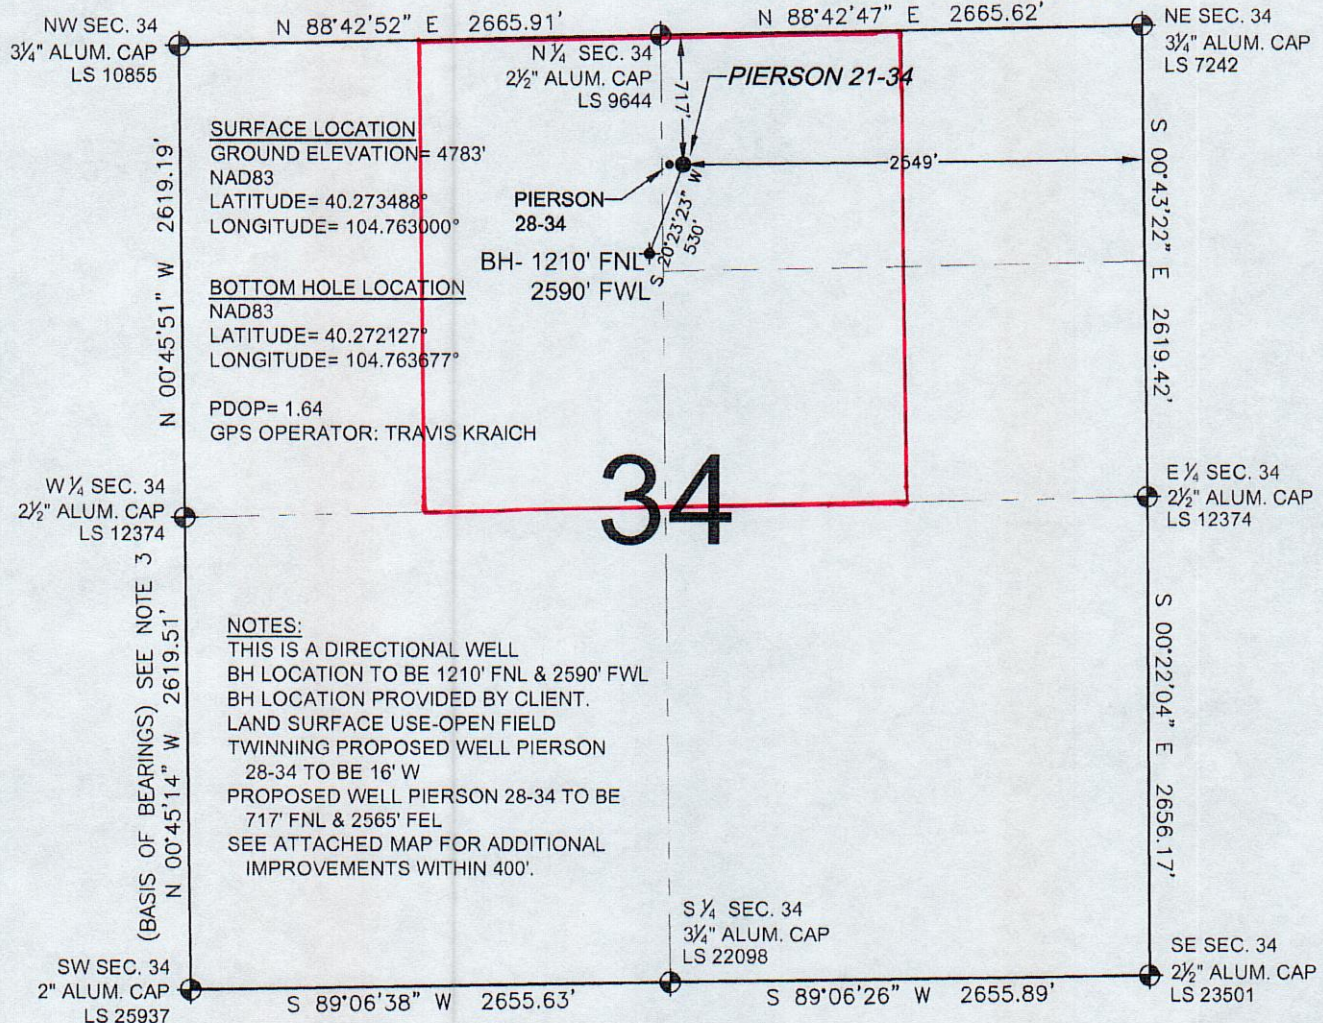 N 88°42'52" E 2665.91'
N 88°42'47" E 2665.62'
NW SEC. 34
3¼" ALUM. CAP
LS 10855
N ¼ SEC. 34
2½" ALUM. CAP
LS 9644
NE SEC. 34
3¼" ALUM. CAP
LS 7242
717'
PIERSON 21-34
2549'
PIERSON
28-34
S 20°23'23" W
530'
BH- 1210' FNL
2590' FWL
SURFACE LOCATION
GROUND ELEVATION= 4783'
NAD83
LATITUDE= 40.273488°
LONGITUDE= 104.763000°
BOTTOM HOLE LOCATION
NAD83
LATITUDE= 40.272127°
LONGITUDE= 104.763677°
PDOP= 1.64
GPS OPERATOR: TRAVIS KRAICH
N 00°45'51" W 2619.19'
S 00°43'22" E 2619.42'
34
W ¼ SEC. 34
2½" ALUM. CAP
LS 12374
E ¼ SEC. 34
2½" ALUM. CAP
LS 12374
(BASIS OF BEARINGS) SEE NOTE 3
N 00°45'14" W 2619.51'
S 00°22'04" E 2656.17'
NOTES:
THIS IS A DIRECTIONAL WELL
BH LOCATION TO BE 1210' FNL & 2590' FWL
BH LOCATION PROVIDED BY CLIENT.
LAND SURFACE USE-OPEN FIELD
TWINNING PROPOSED WELL PIERSON
28-34 TO BE 16' W
PROPOSED WELL PIERSON 28-34 TO BE
717' FNL & 2565' FEL
SEE ATTACHED MAP FOR ADDITIONAL
IMPROVEMENTS WITHIN 400'.
S ¼ SEC. 34
3¼" ALUM. CAP
LS 22098
SW SEC. 34
2" ALUM. CAP
LS 25937
SE SEC. 34
2½" ALUM. CAP
LS 23501
S 89°06'38" W 2655.63'
S 89°06'26" W 2655.89'